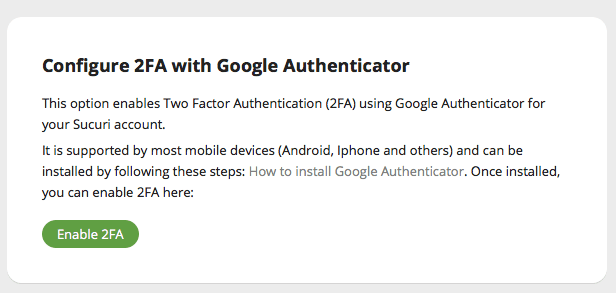 Configure 2FA with Google Authenticator
This option enables Two Factor Authentication (2FA) using Google Authenticator for
your Sucuri account.
It is supported by most mobile devices (Android, Iphone and others) and can be
installed by following these steps: How to install Google Authenticator. Once installed,
you can enable 2FA here:
Enable 2FA